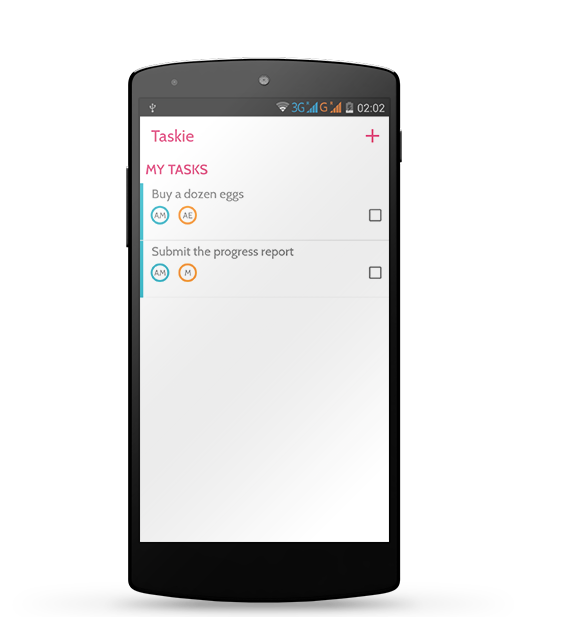 3G G 02:02
Taskie +
MY TASKS
Buy a dozen eggs
AM AE
Submit the progress report
AM M